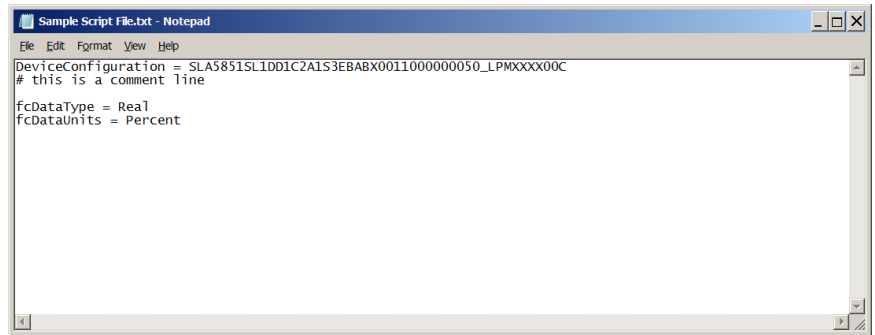 Sample Script File.txt - Notepad
File Edit Format View Help
DeviceConfiguration = SLA5851SL1DD1C2A1S3EBABX0011000000050_LPMXXXX00C
# this is a comment line
fcDataType = Real
fcDataUnits = Percent